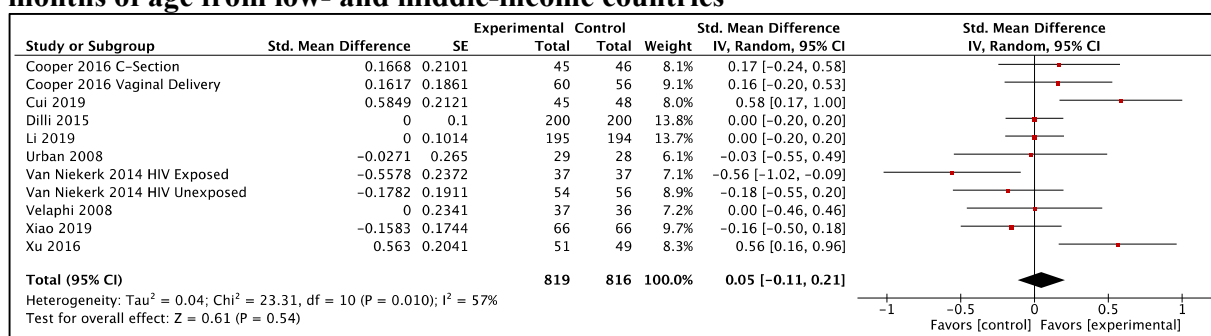 months of age from low- and middle-income countries
Experimental Control Std. Mean Difference Std. Mean Difference
Study or Subgroup Std. Mean Difference SE Total Total Weight IV, Random, 95% CI IV, Random, 95% CI
Cooper 2016 C-Section 0.1668 0.2101 45 46 8.1% 0.17 [-0.24, 0.58]
Cooper 2016 Vaginal Delivery 0.1617 0.1861 60 56 9.1% 0.16 [-0.20, 0.53]
Cui 2019 0.5849 0.2121 45 48 8.0% 0.58 [0.17, 1.00]
Dilli 2015 0 0.1 200 200 13.8% 0.00 [-0.20, 0.20]
Li 2019 0 0.1014 195 194 13.7% 0.00 [-0.20, 0.20]
Urban 2008 -0.0271 0.265 29 28 6.1% -0.03 [-0.55, 0.49]
Van Niekerk 2014 HIV Exposed -0.5578 0.2372 37 37 7.1% -0.56 [-1.02, -0.09]
Van Niekerk 2014 HIV Unexposed -0.1782 0.1911 54 56 8.9% -0.18 [-0.55, 0.20]
Velaphi 2008 0 0.2341 37 36 7.2% 0.00 [-0.46, 0.46]
Xiao 2019 -0.1583 0.1744 66 66 9.7% -0.16 [-0.50, 0.18]
Xu 2016 0.563 0.2041 51 49 8.3% 0.56 [0.16, 0.96]
Total (95% CI) 819 816 100.0% 0.05 [-0.11, 0.21]
Heterogeneity: Tau² = 0.04; Chi² = 23.31, df = 10 (P = 0.010); I² = 57%
Test for overall effect: Z = 0.61 (P = 0.54)
-1 -0.5 0 0.5 1
Favors [control] Favors [experimental]